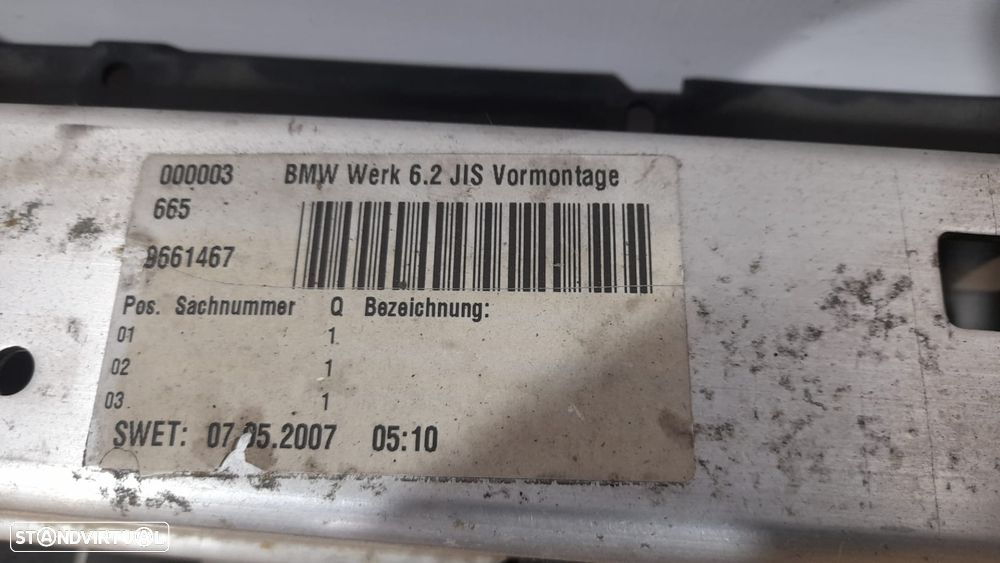 000003 BMW Werk 6.2 JIS Vormontage
665
9661467
Pos. Sachnummer Q Bezeichnung:
01 1
02 1
03 1
SWET: 07.05.2007 05:10
STANDVIRTUAL